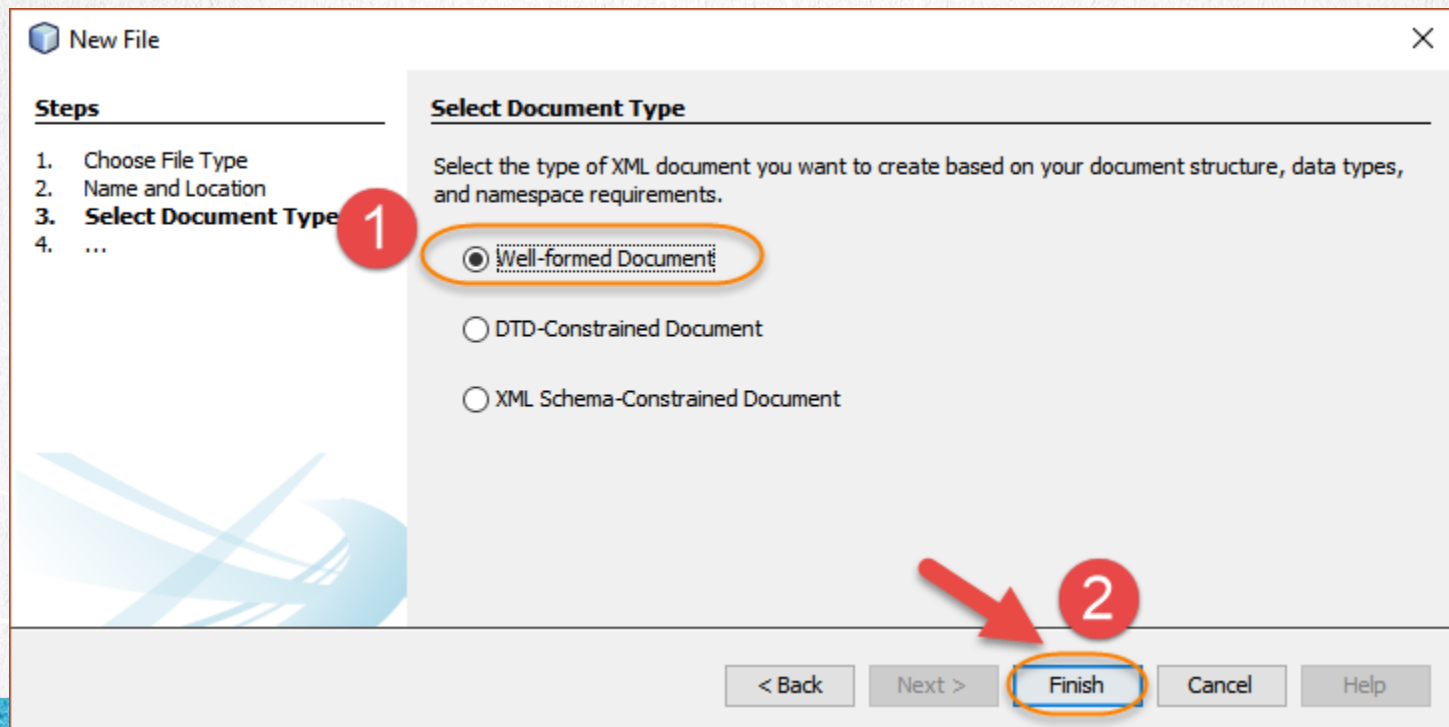 New File
Steps
1. Choose File Type
2. Name and Location
3. Select Document Type
4. ...
1
Select Document Type
Select the type of XML document you want to create based on your document structure, data types,
and namespace requirements.
Well-formed Document
DTD-Constrained Document
XML Schema-Constrained Document
2
< Back Next > Finish Cancel Help